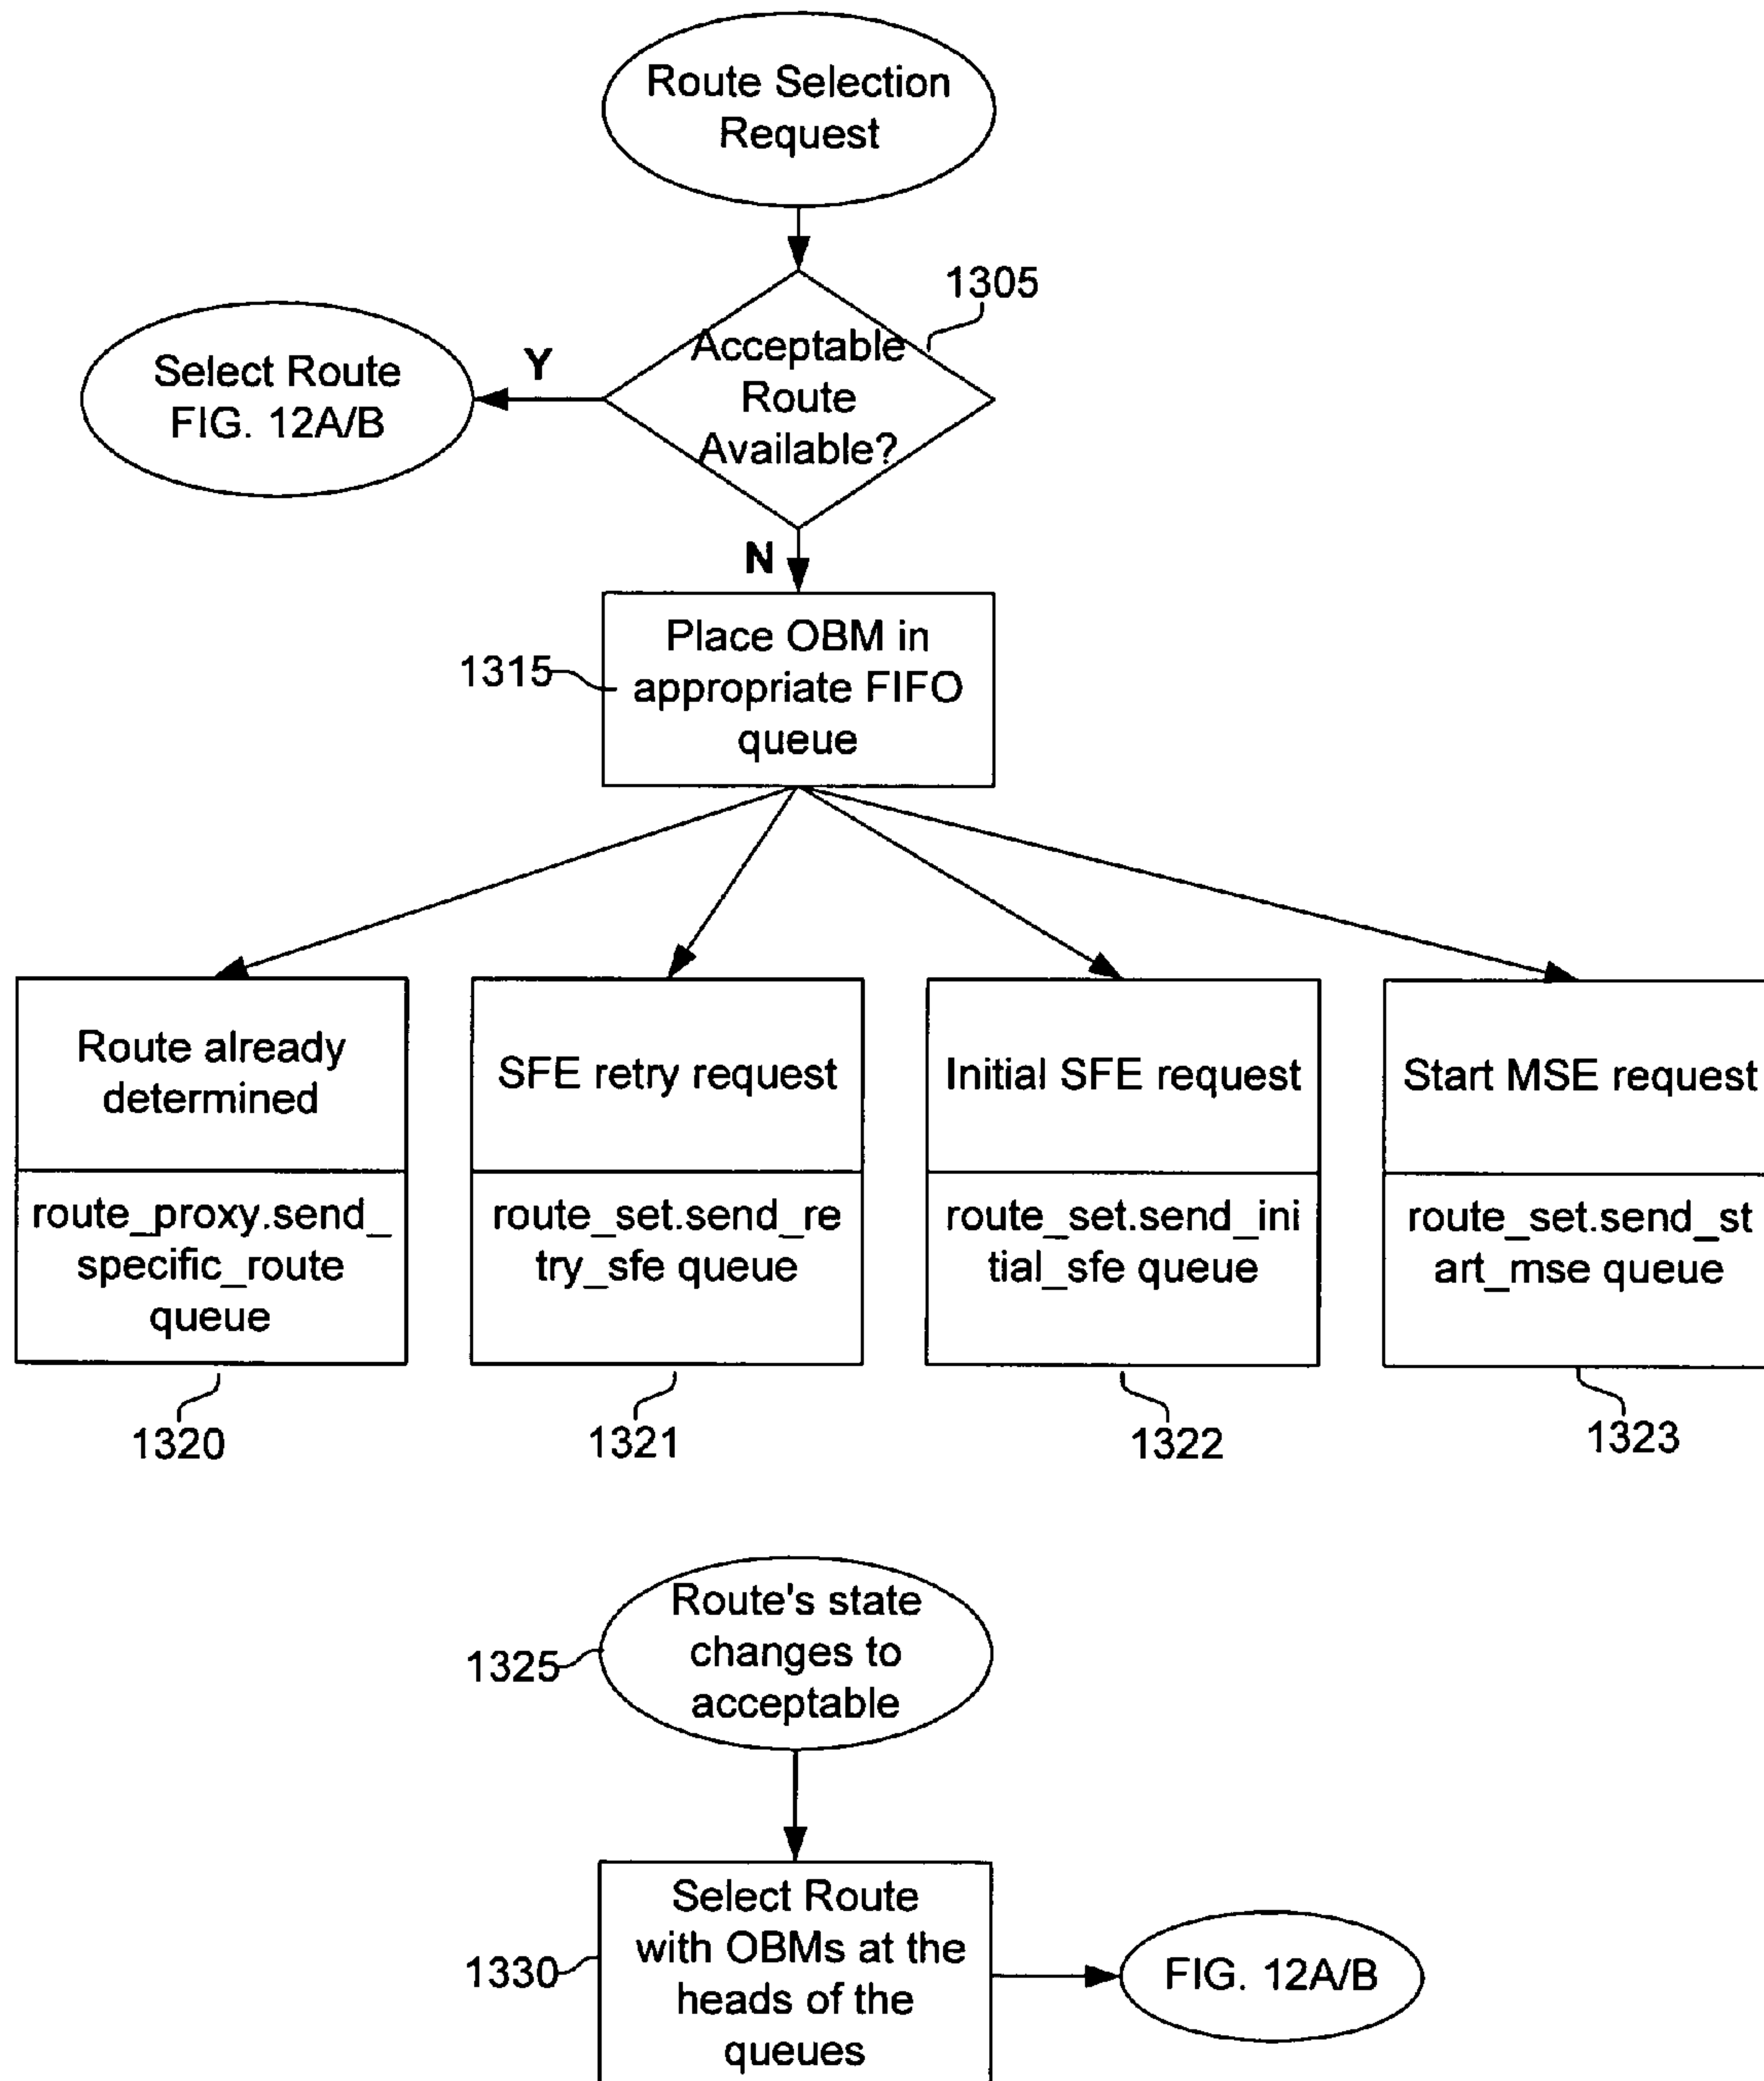 Route Selection
Request
1305
Acceptable
Route
Available?
Y
Select Route
FIG. 12A/B
N
Place OBM in
appropriate FIFO
queue
1315
Route already
determined
route_proxy.send_
specific_route
queue
SFE retry request
route_set.send_re
try_sfe queue
Initial SFE request
route_set.send_ini
tial_sfe queue
Start MSE request
route_set.send_st
art_mse queue
1320
1321
1322
1323
Route's state
changes to
acceptable
1325
Select Route
with OBMs at the
heads of the
queues
1330
FIG. 12A/B